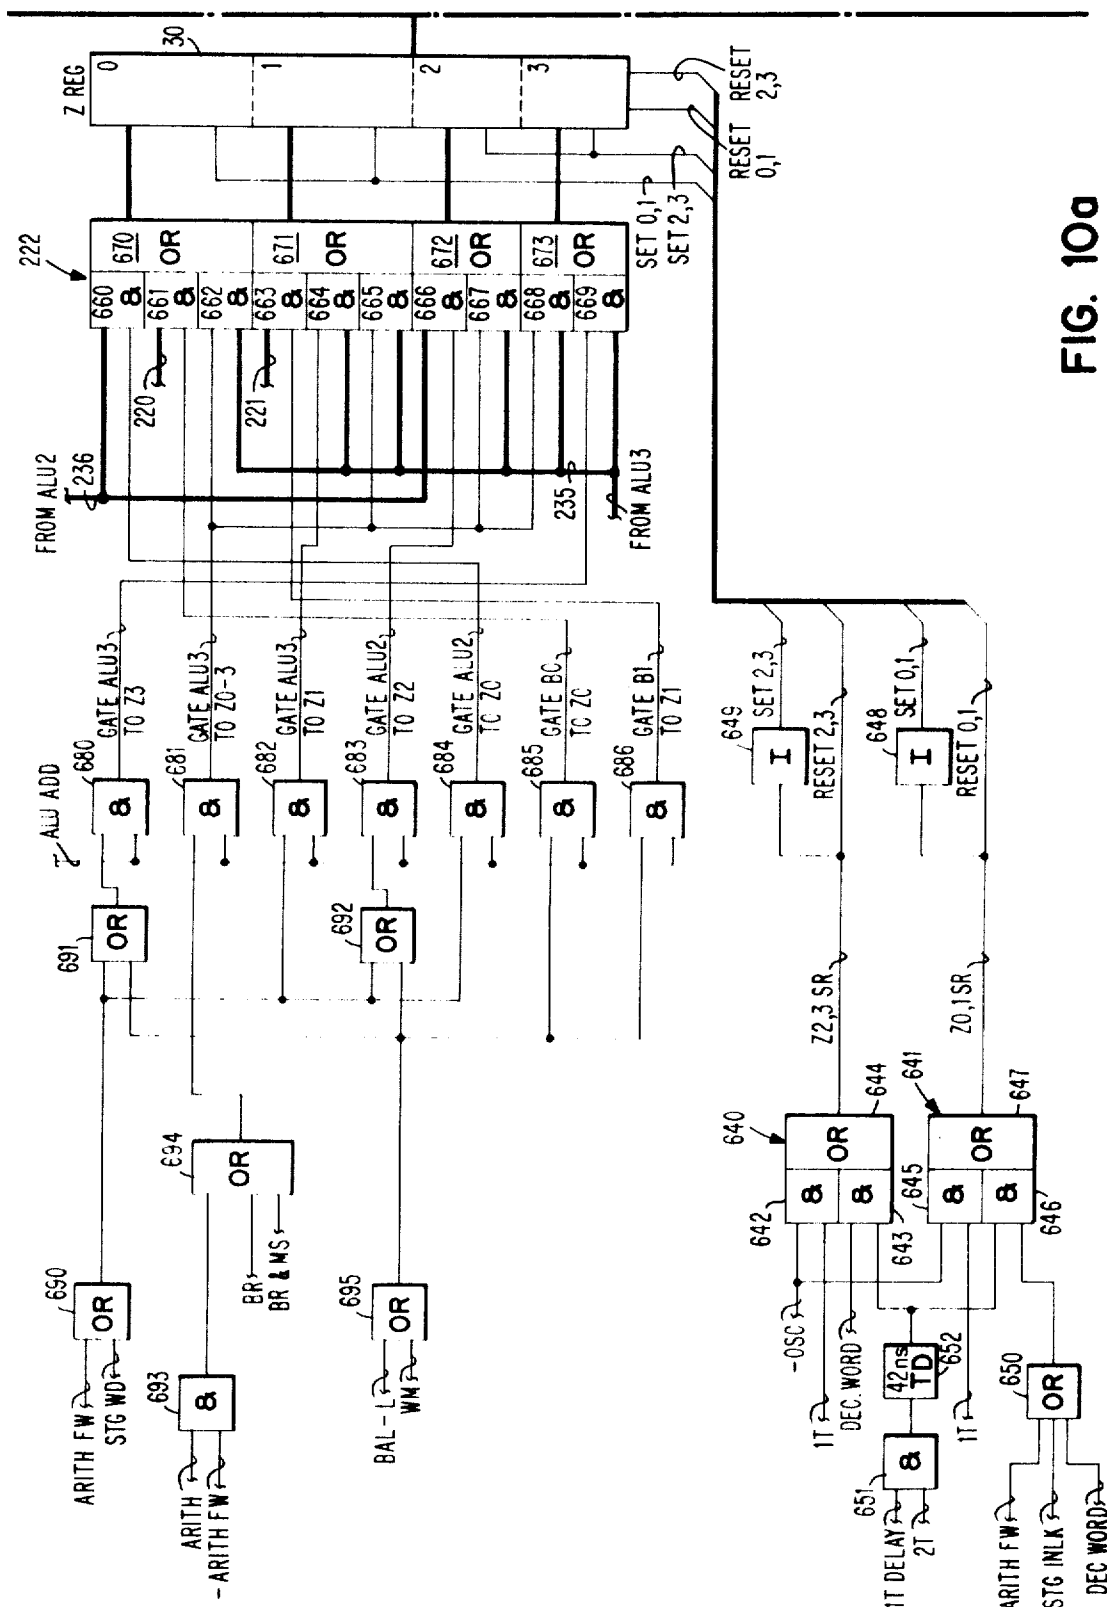 Z REG
30
0
1
2
3
RESET
2,3
RESET
0,1
SET 0,1
SET 2,3
222
660
&
661
&
662
&
663
&
664
&
665
&
666
&
667
&
668
&
669
&
670
OR
671
OR
672
OR
673
OR
220
221
FROM ALU2
236
235
FROM ALU3
GATE ALU3
TO Z3
GATE ALU3
TO Z0-3
GATE ALU3
TO Z1
GATE ALU2
TO Z2
GATE ALU2
TO Z0
GATE B0
TO Z0
GATE B1
TO Z1
ALU ADD
680
&
681
&
682
&
683
&
684
&
685
&
686
&
691
OR
692
OR
694
OR
BR
BR & MS
690
OR
ARITH FW
STG WD
693
&
ARITH
- ARITH FW
695
OR
BAL - L
WM
649
I
SET 2,3
RESET 2,3
648
I
SET 0,1
RESET 0,1
Z2,3 SR
Z0,1 SR
640
642
&
&
643
OR
644
641
645
&
&
646
OR
647
-OSC
1T
DEC. WORD
42ns
TD
652
1T
651
&
1T DELAY
2T
650
OR
ARITH FW
STG INLK
DEC WORD
FIG. 10a